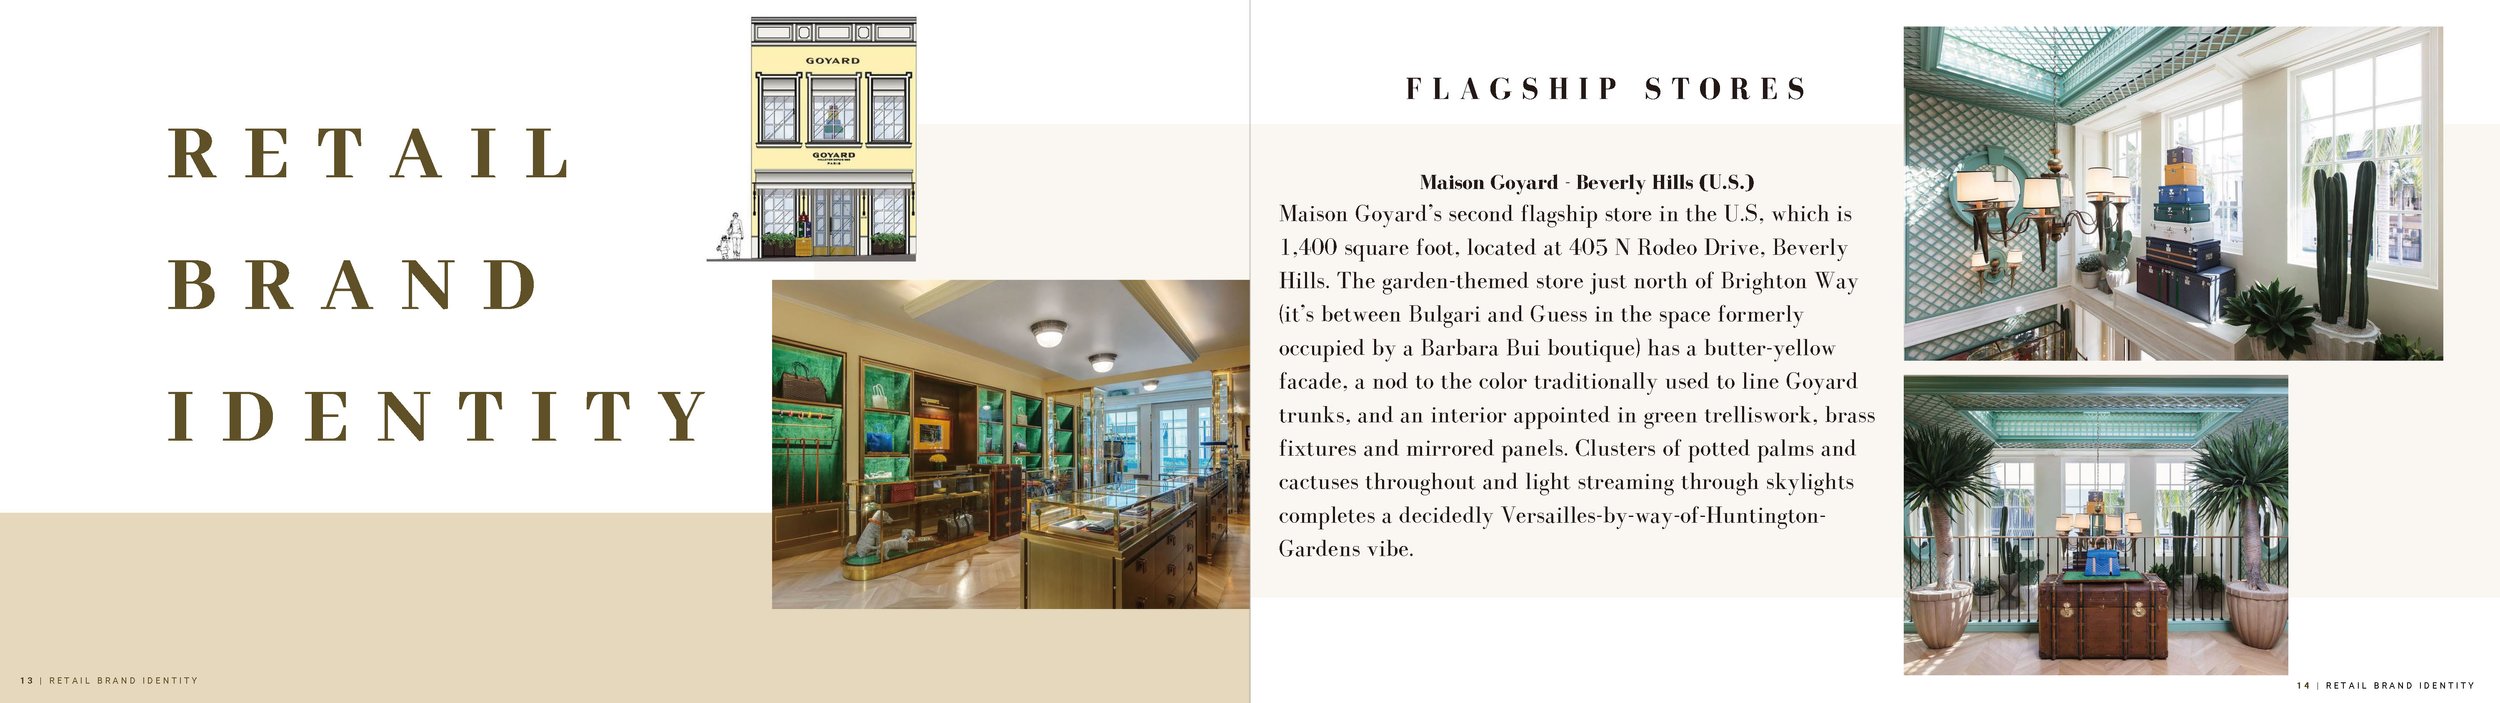 RETAIL
BRAND
IDENTITY
GOYARD
GOYARD
PARIS
13 | RETAIL BRAND IDENTITY
FLAGSHIP STORES
Maison Goyard - Beverly Hills (U.S.)
Maison Goyard’s second flagship store in the U.S, which is
1,400 square foot, located at 405 N Rodeo Drive, Beverly
Hills. The garden-themed store just north of Brighton Way
(it’s between Bulgari and Guess in the space formerly
occupied by a Barbara Bui boutique) has a butter-yellow
facade, a nod to the color traditionally used to line Goyard
trunks, and an interior appointed in green trelliswork, brass
fixtures and mirrored panels. Clusters of potted palms and
cactuses throughout and light streaming through skylights
completes a decidedly Versailles-by-way-of-Huntington-
Gardens vibe.
14 | RETAIL BRAND IDENTITY